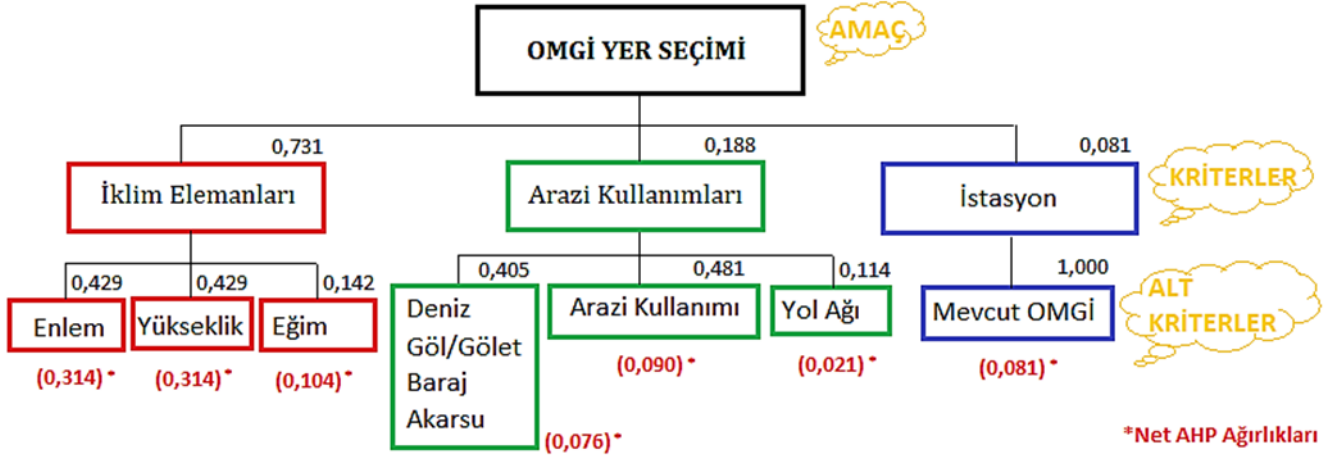 OMGİ YER SEÇİMİ
AMAÇ
0,731
0,188
0,081
İklim Elemanları
Arazi Kullanımları
İstasyon
KRİTERLER
0,429
0,429
0,142
0,405
0,481
0,114
1,000
Enlem
Yükseklik
Eğim
Deniz
Göl/Gölet
Baraj
Akarsu
Arazi Kullanımı
Yol Ağı
Mevcut OMGİ
ALT
KRİTERLER
(0,314)*
(0,314)*
(0,104)*
(0,076)*
(0,090)*
(0,021)*
(0,081)*
*Net AHP Ağırlıkları